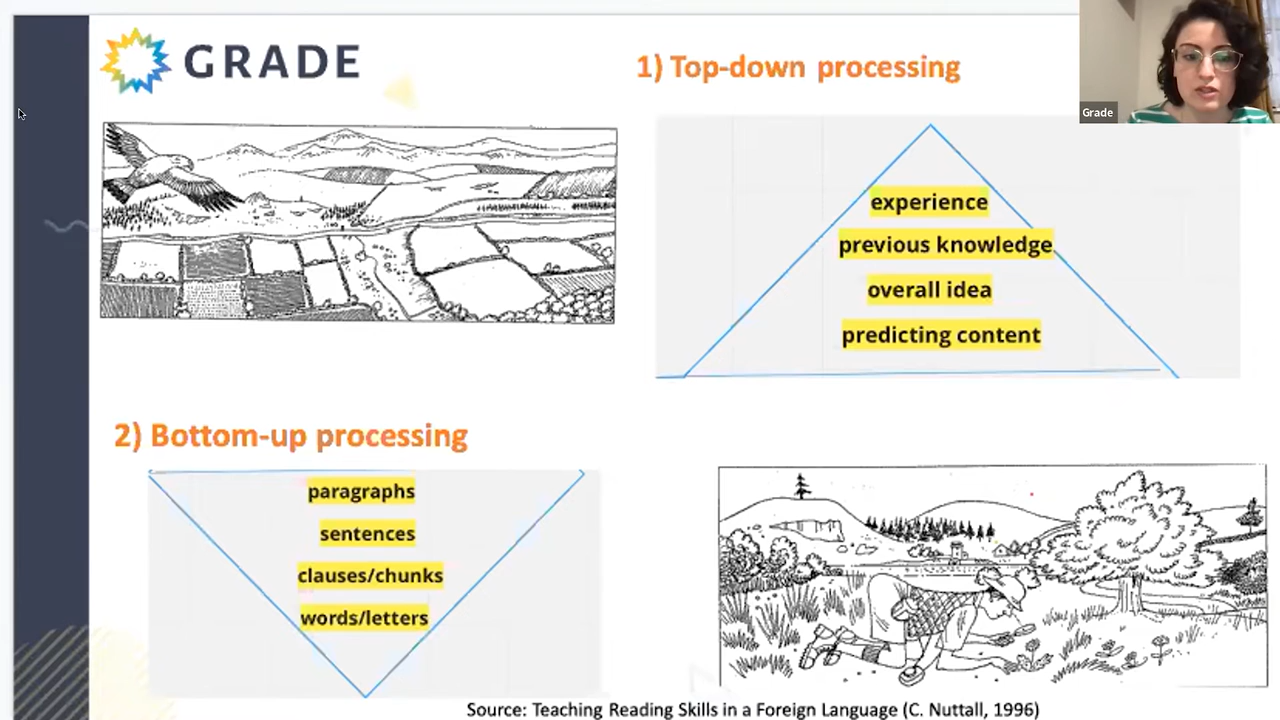 GRADE
1) Top-down processing
Grade
experience
previous knowledge
overall idea
predicting content
2) Bottom-up processing
paragraphs
sentences
clauses/chunks
words/letters
Source: Teaching Reading Skills in a Foreign Language (C. Nuttall, 1996)